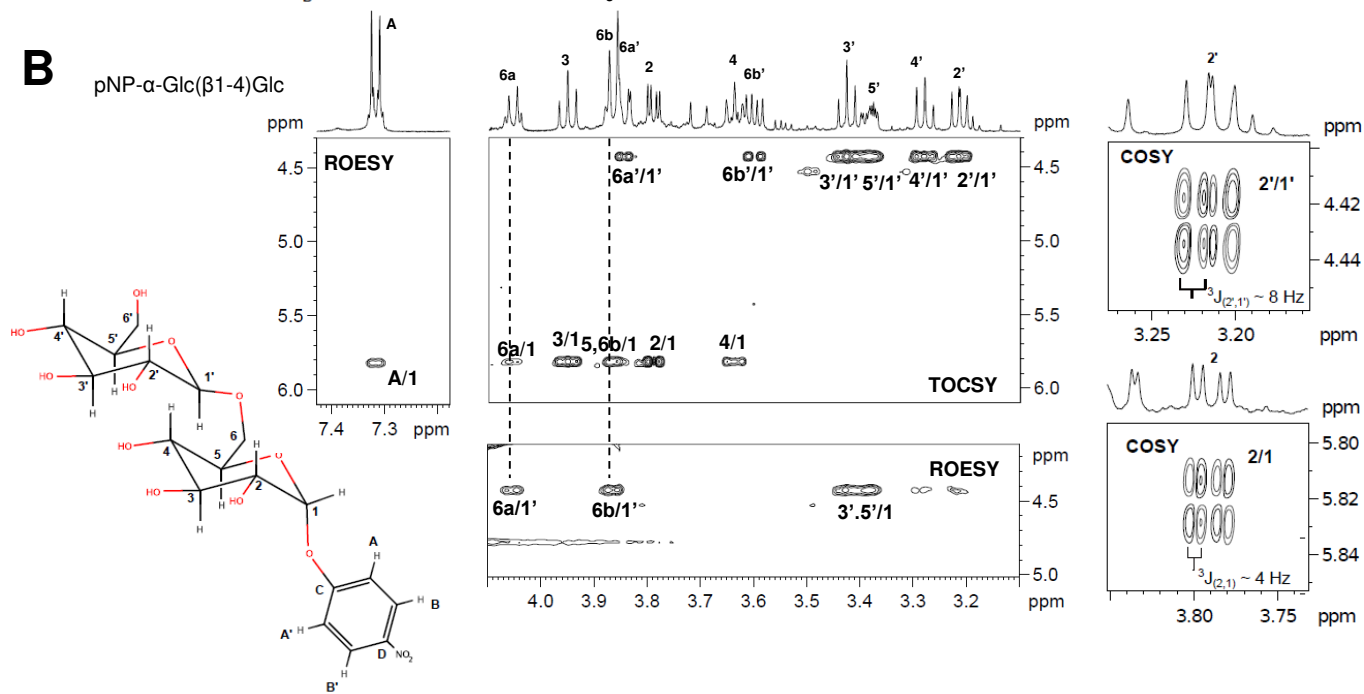 B
pNP-α-Glc(β1-4)Glc
A
6a
3
6b
6a'
2
4
6b'
3'
5'
4'
2'
2'
ppm
ppm
ppm
ROESY
4.5
5.0
5.5
6.0
A/1
7.4
7.3
ppm
6a'/1'
6b'/1'
3'/1'
5'/1'
4'/1'
2'/1'
6a/1
3/1
5,6b/1
2/1
4/1
TOCSY
4.5
5.0
5.5
6.0
COSY
2'/1'
4.42
4.44
³J(2',1') ~ 8 Hz
3.25
3.20
ppm
2
ppm
ROESY
6a/1'
6b/1'
3'.5'/1
ppm
4.5
5.0
4.0
3.9
3.8
3.7
3.6
3.5
3.4
3.3
3.2
ppm
COSY
2/1
5.80
5.82
5.84
³J(2,1) ~ 4 Hz
3.80
3.75
ppm
H
OH
HO
4'
6'
H
5'
O
HO
3'
H
HO
2'
1'
H
H
O
6
H
HO
4
5
H
HO
3
H
H
HO
2
1
H
O
A
H
C
H
B
A'
H
D
NO₂
H
B'